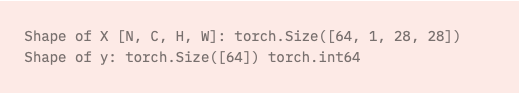 Shape of X [N, C, H, W]: torch.Size([64, 1, 28, 28])
Shape of y: torch.Size([64]) torch.int64